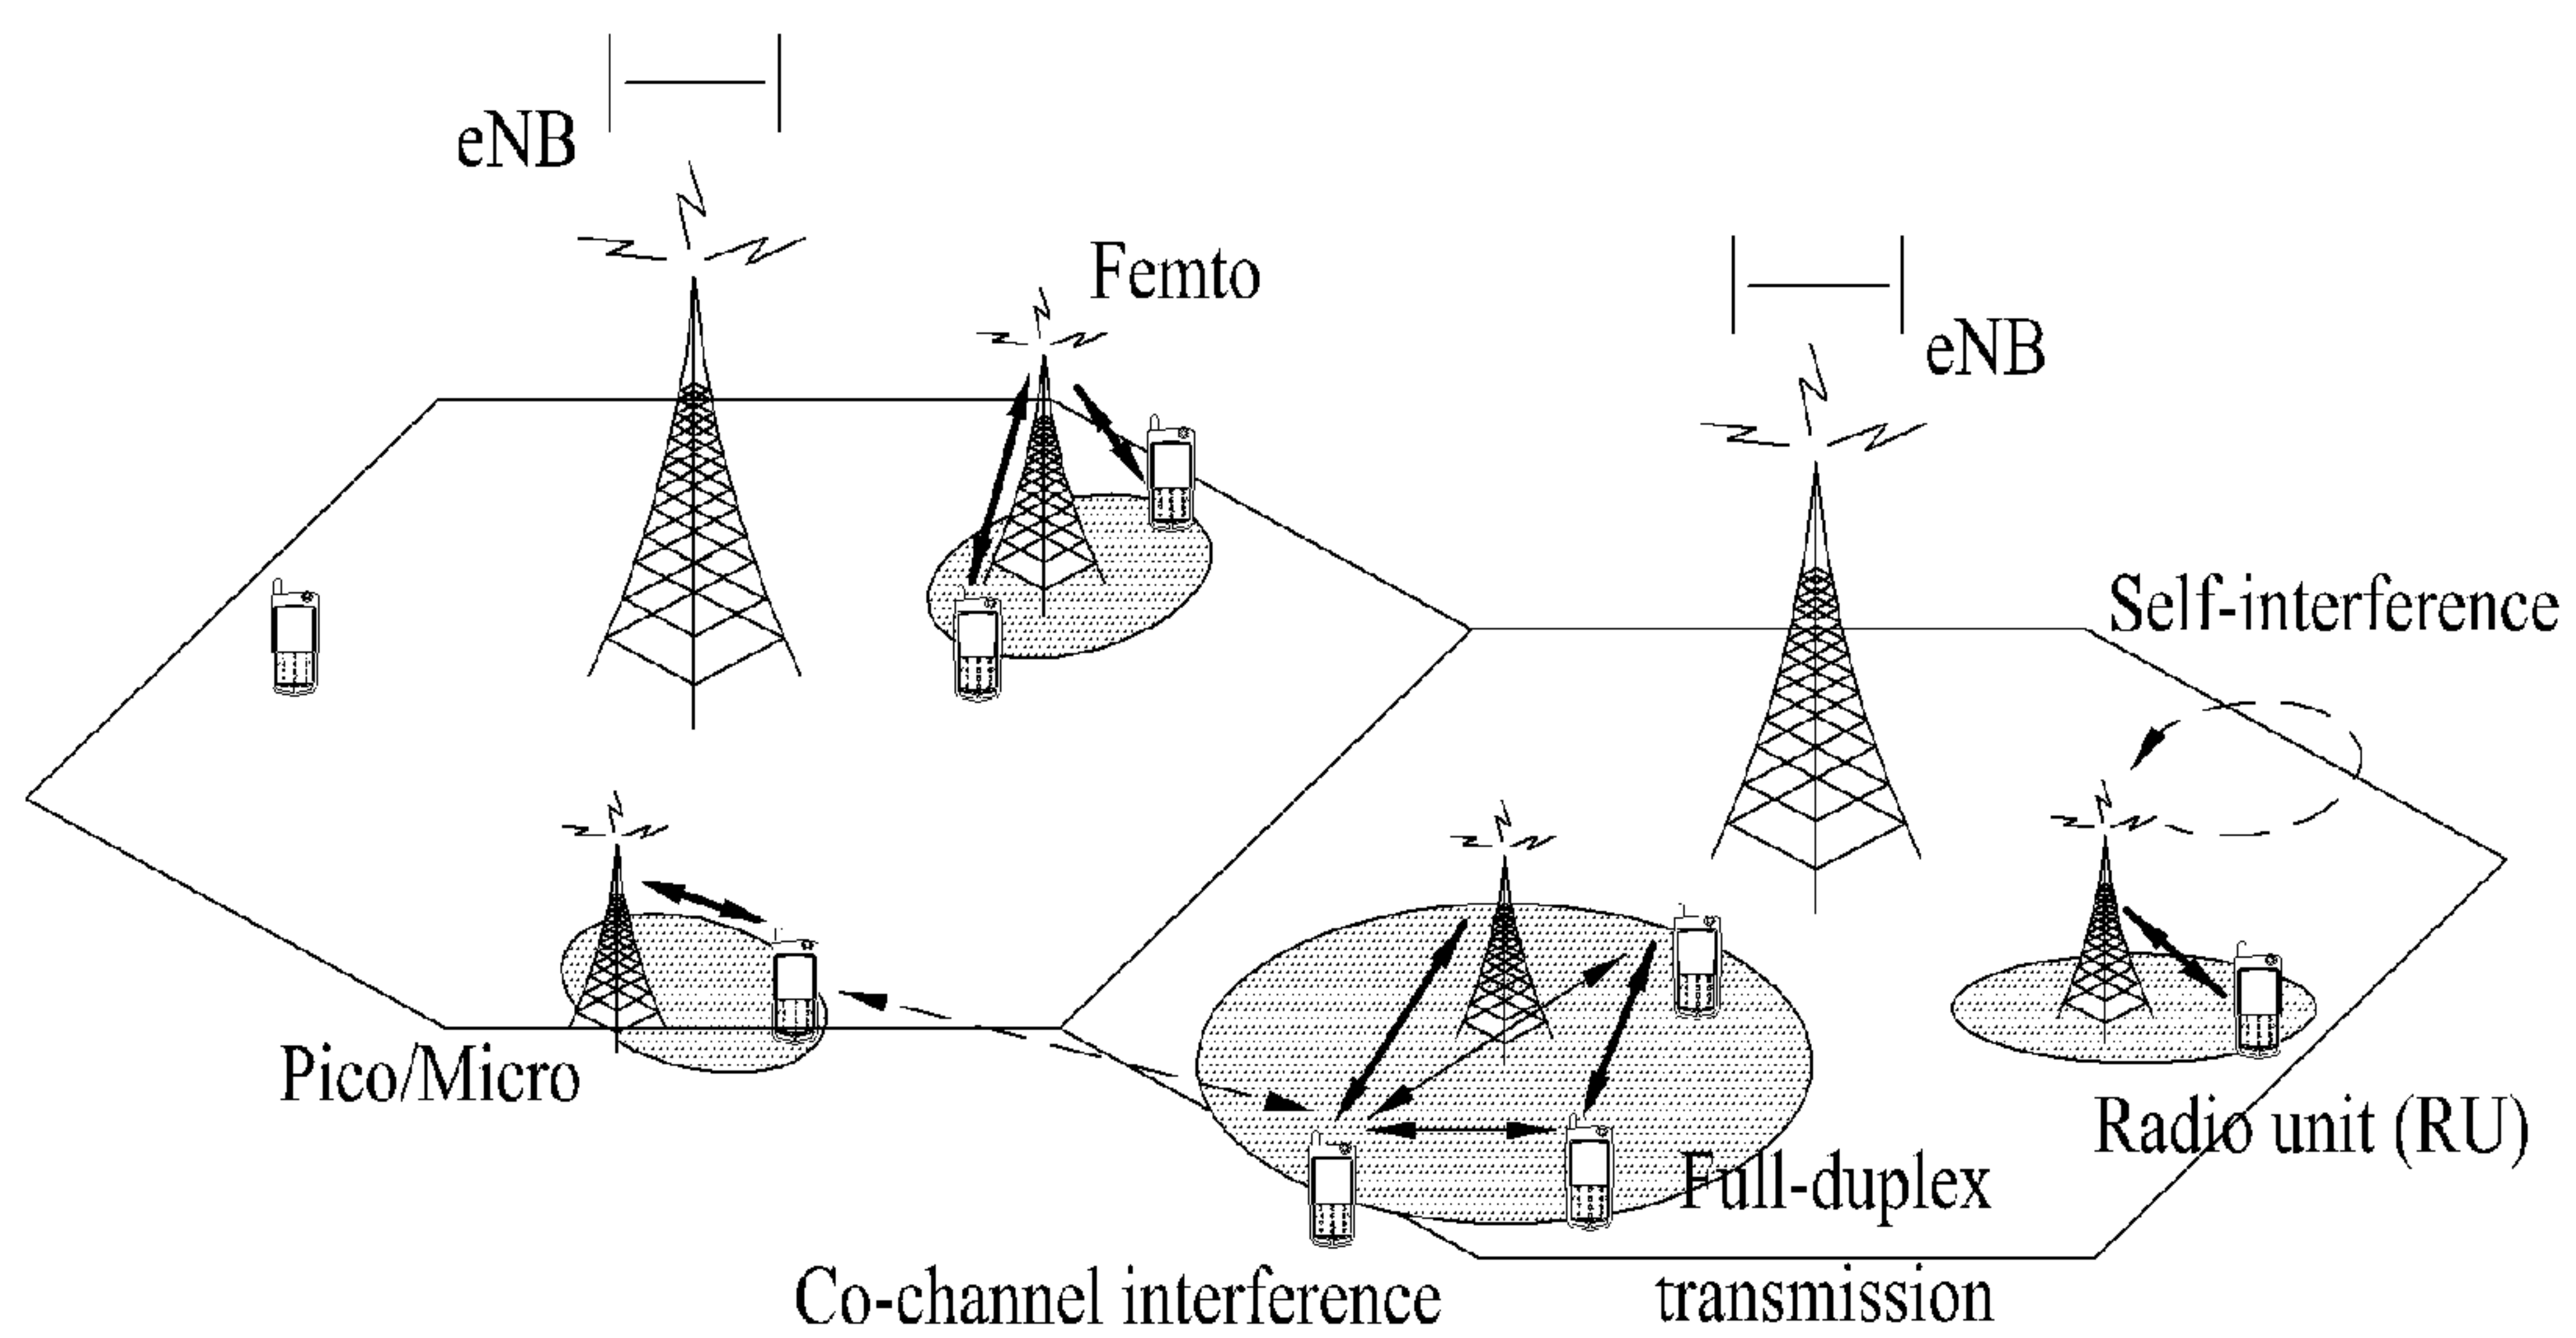 eNB
Femto
eNB
Self-interference
Pico/Micro
Radio unit (RU)
Full-duplex
transmission
Co-channel interference